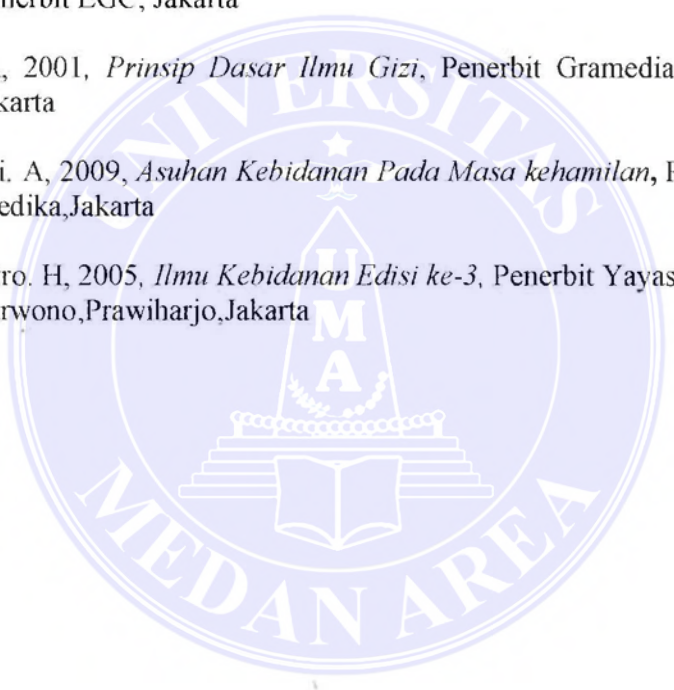 nerbit EGC, Jakarta
, 2001, Prinsip Dasar Ilmu Gizi, Penerbit Gramedia
karta
i. A, 2009, Asuhan Kebidanan Pada Masa kehamilan,
edika,Jakarta
ro. H, 2005, Ilmu Kebidanan Edisi ke-3, Penerbit Yayas
rwono,Prawiharjo,Jakarta
UNIVERSITAS
UMA
MEDAN AREA